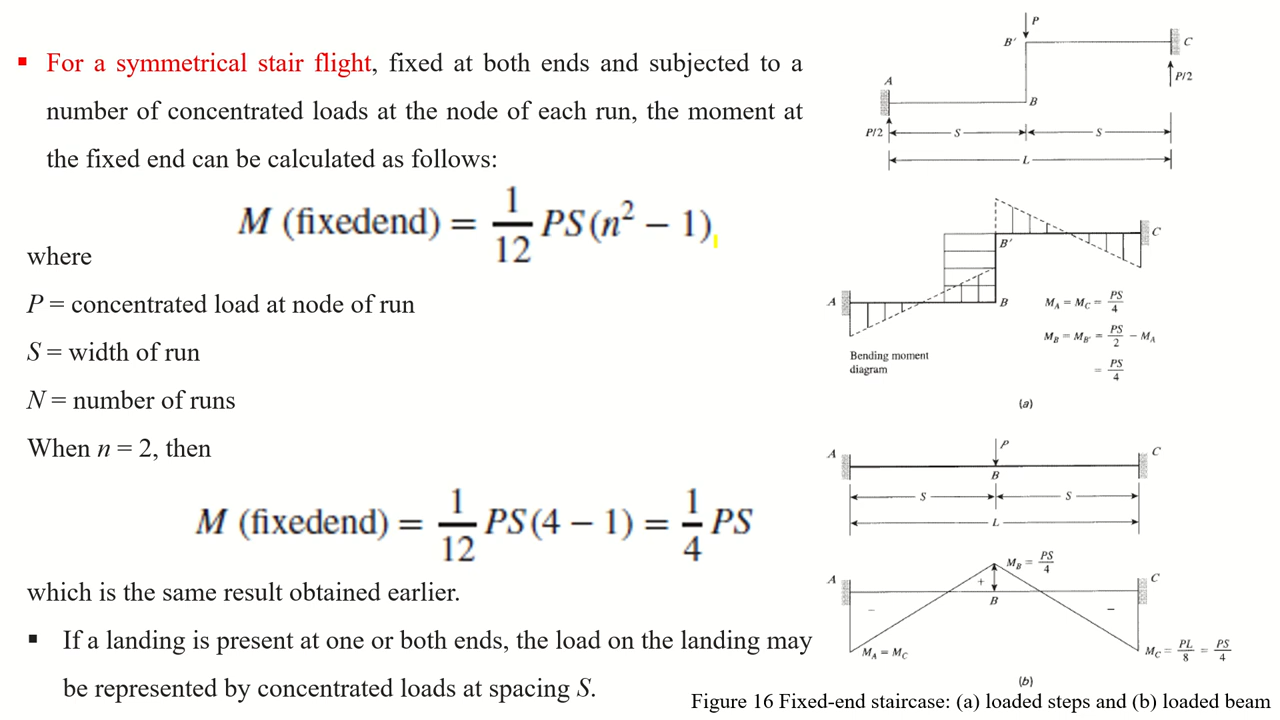 ▪ For a symmetrical stair flight, fixed at both ends and subjected to a
number of concentrated loads at the node of each run, the moment at
the fixed end can be calculated as follows:
M (fixedend) = 1/12 PS(n² − 1)
where
P = concentrated load at node of run
S = width of run
N = number of runs
When n = 2, then
M (fixedend) = 1/12 PS(4 − 1) = 1/4 PS
which is the same result obtained earlier.
▪ If a landing is present at one or both ends, the load on the landing may
be represented by concentrated loads at spacing S.
P
B′
C
A
P/2
B
P/2
S
S
L
C
B′
A
B
M_A = M_C = PS/4
M_B = M_B′ = PS/2 − M_A
= PS/4
Bending moment
diagram
(a)
P
A
C
B
S
S
L
M_B = PS/4
A
C
+
B
−
−
M_A = M_C
M_C = PL/8 = PS/4
(b)
Figure 16 Fixed-end staircase: (a) loaded steps and (b) loaded beam